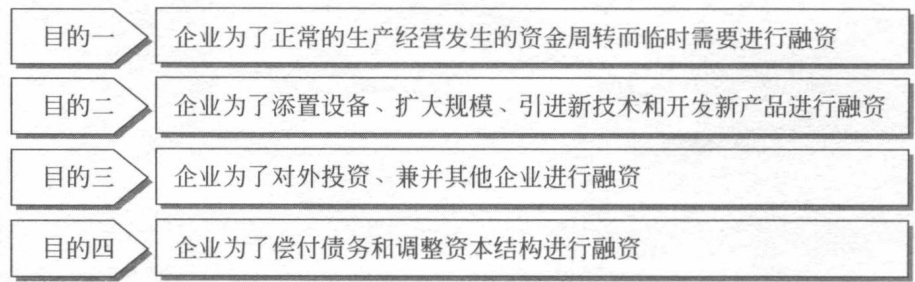 目的一 企业为了正常的生产经营发生的资金周转而临时需要进行融资
目的二 企业为了添置设备、扩大规模、引进新技术和开发新产品进行融资
目的三 企业为了对外投资、兼并其他企业进行融资
目的四 企业为了偿付债务和调整资本结构进行融资